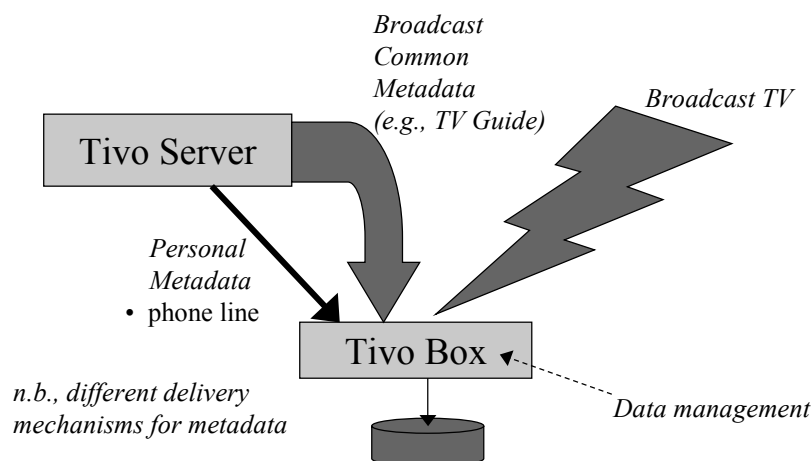 Broadcast
Common
Metadata
(e.g., TV Guide)
Broadcast TV
Tivo Server
Personal
Metadata
• phone line
Tivo Box
n.b., different delivery
mechanisms for metadata
Data management